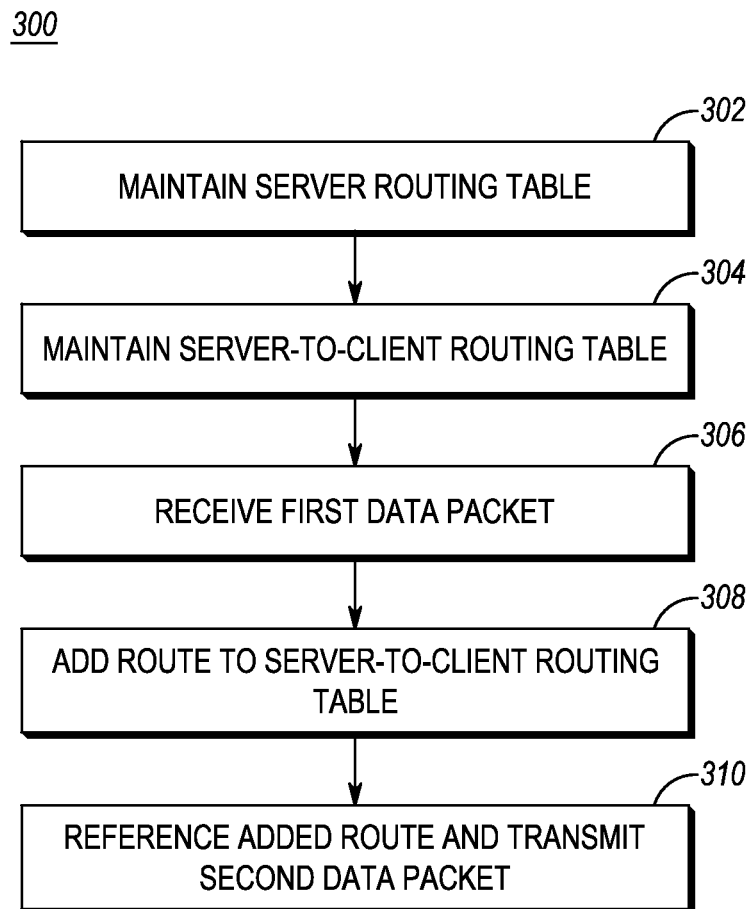 300
302
MAINTAIN SERVER ROUTING TABLE
304
MAINTAIN SERVER-TO-CLIENT ROUTING TABLE
306
RECEIVE FIRST DATA PACKET
308
ADD ROUTE TO SERVER-TO-CLIENT ROUTING
TABLE
310
REFERENCE ADDED ROUTE AND TRANSMIT
SECOND DATA PACKET